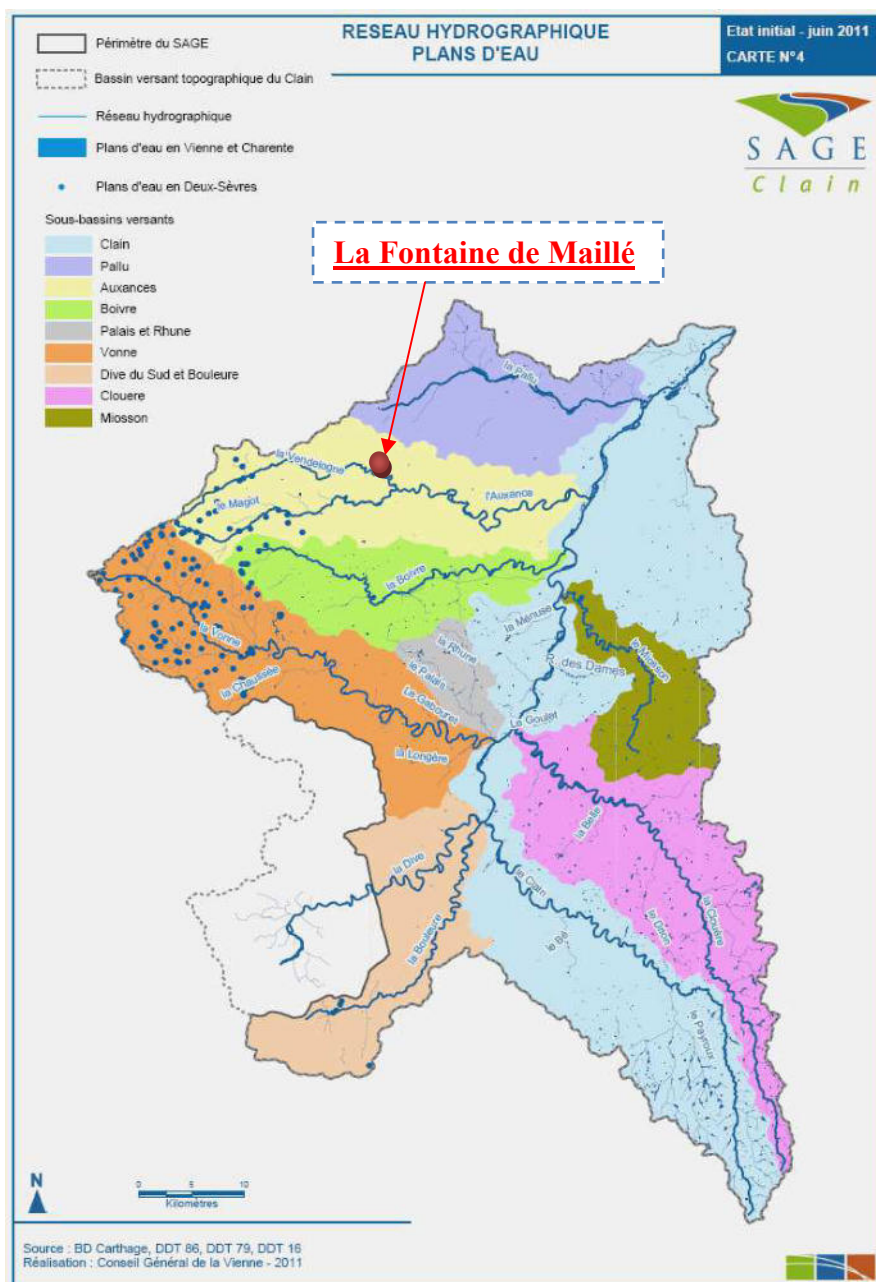 RESEAU HYDROGRAPHIQUE
PLANS D'EAU
Etat initial - juin 2011
CARTE N°4
SAGE
Clain
Périmètre du SAGE
Bassin versant topographique du Clain
Réseau hydrographique
Plans d'eau en Vienne et Charente
Plans d'eau en Deux-Sèvres
Sous-bassins versants
Clain
Pallu
Auxances
Boivre
Palais et Rhune
Vonne
Dive du Sud et Bouleure
Clouere
Miosson
La Fontaine de Maillé
la Pallu
la Vendelogne
le Magot
l'Auxance
la Boivre
la Ménuse
le Miosson
la Rhune
le Palais
R. des Dames
la Vonne
la Chaussée
La Gabouret
Le Goulet
la Longère
la Belle
la Dive
le Clain
la Clouère
le Dison
la Bouleure
le Bé
le Payroux
N
0 5 10
Kilomètres
Source : BD Carthage, DDT 86, DDT 79, DDT 16
Réalisation : Conseil Général de la Vienne - 2011